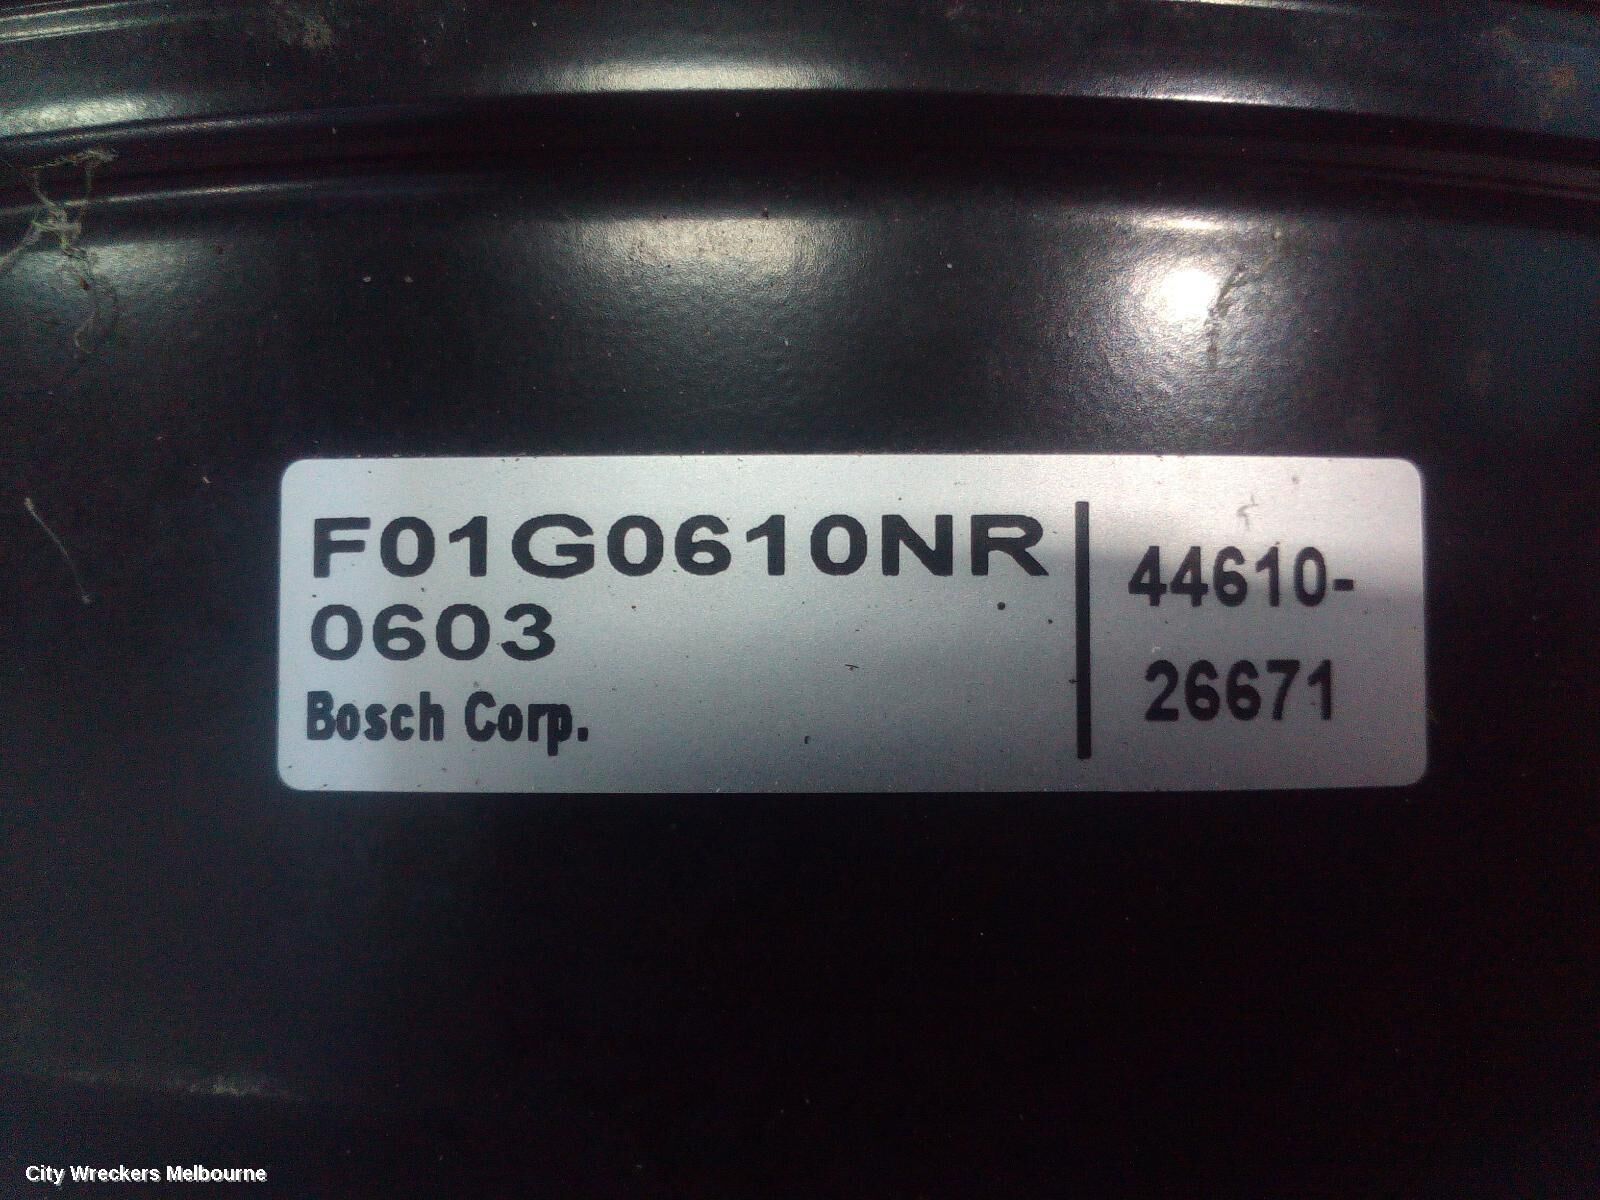 F01G0610NR
0603
Bosch Corp.
44610-
26671
City Wreckers Melbourne